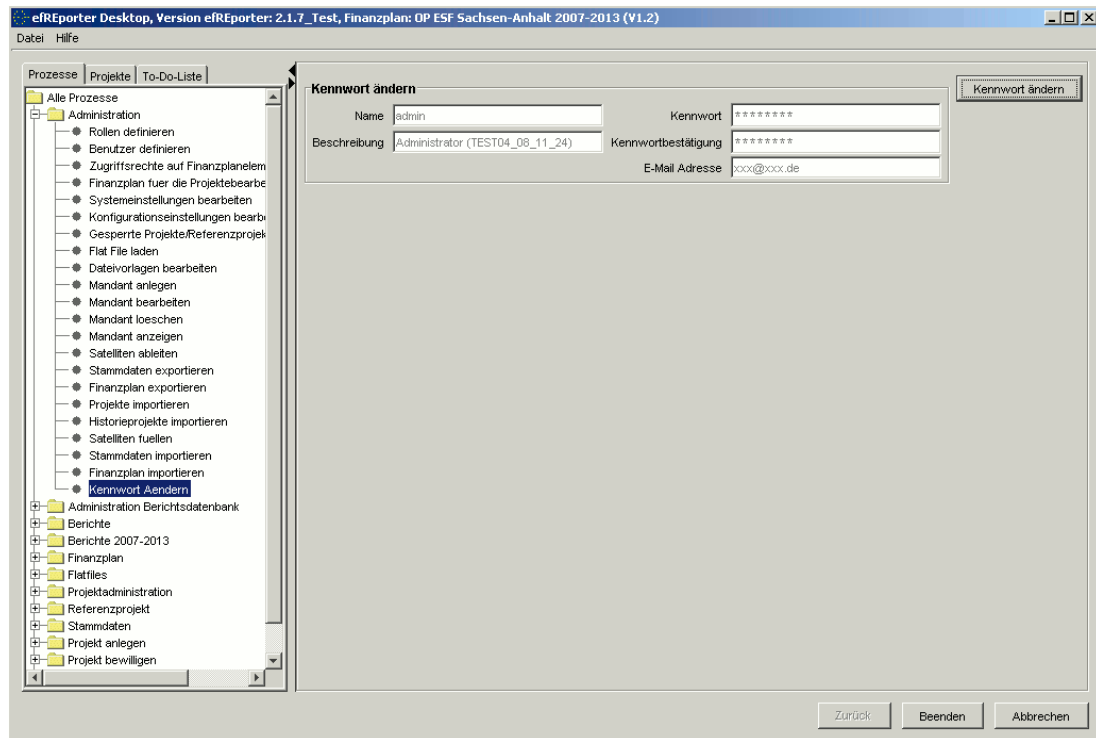 efREporter Desktop, Version efREporter: 2.1.7_Test, Finanzplan: OP ESF Sachsen-Anhalt 2007-2013 (V1.2)
Datei Hilfe
Prozesse Projekte To-Do-Liste
Alle Prozesse
Administration
Rollen definieren
Benutzer definieren
Zugriffsrechte auf Finanzplanelem
Finanzplan fuer die Projektebearbe
Systemeinstellungen bearbeiten
Konfigurationseinstellungen bearb
Gesperrte Projekte/Referenzprojek
Flat File laden
Dateivorlagen bearbeiten
Mandant anlegen
Mandant bearbeiten
Mandant loeschen
Mandant anzeigen
Satelliten ableiten
Stammdaten exportieren
Finanzplan exportieren
Projekte importieren
Historieprojekte importieren
Satelliten fuellen
Stammdaten importieren
Finanzplan importieren
Kennwort Aendern
Administration Berichtsdatenbank
Berichte
Berichte 2007-2013
Finanzplan
Flatfiles
Projektadministration
Referenzprojekt
Stammdaten
Projekt anlegen
Projekt bewilligen
Kennwort ändern
Name admin Kennwort ********
Beschreibung Administrator (TEST04_08_11_24) Kennwortbestätigung ********
E-Mail Adresse xxx@xxx.de
Kennwort ändern
Zurück Beenden Abbrechen